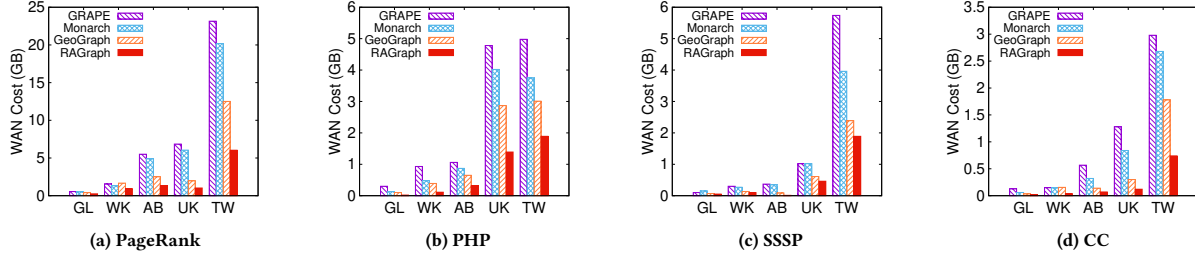 WAN Cost (GB)
25
20
15
10
5
0
GRAPE
Monarch
GeoGraph
RAGraph
GL WK AB UK TW
(a) PageRank
WAN Cost (GB)
6
5
4
3
2
1
0
GRAPE
Monarch
GeoGraph
RAGraph
GL WK AB UK TW
(b) PHP
WAN Cost (GB)
6
5
4
3
2
1
0
GRAPE
Monarch
GeoGraph
RAGraph
GL WK AB UK TW
(c) SSSP
WAN Cost (GB)
3.5
3
2.5
2
1.5
1
0.5
0
GRAPE
Monarch
GeoGraph
RAGraph
GL WK AB UK TW
(d) CC